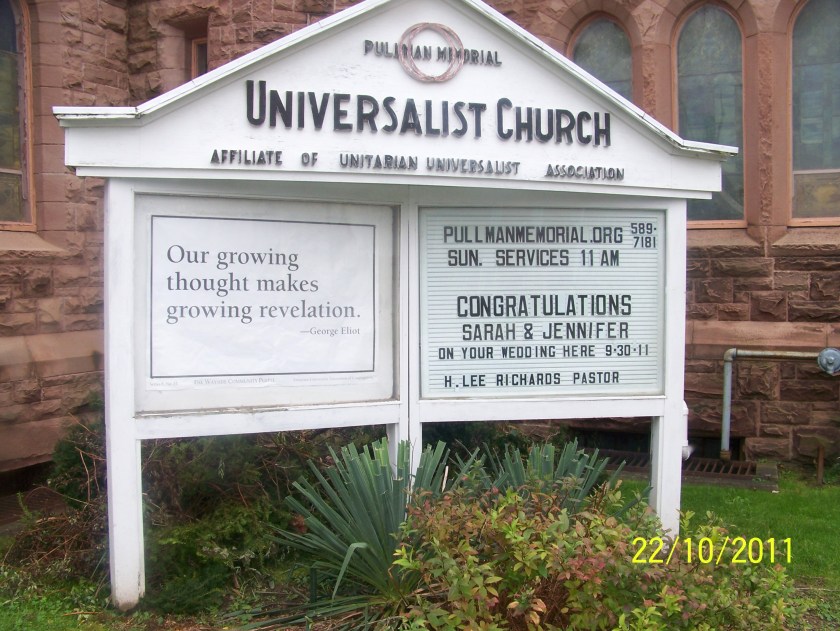 PULLMAN MEMORIAL
UNIVERSALIST CHURCH
AFFILIATE OF UNITARIAN UNIVERSALIST ASSOCIATION
Our growing
thought makes
growing revelation.
—George Eliot
PULLMANMEMORIAL.ORG 589-
7181
SUN. SERVICES 11 AM
CONGRATULATIONS
SARAH & JENNIFER
ON YOUR WEDDING HERE 9-30-11
H. LEE RICHARDS PASTOR
22/10/2011